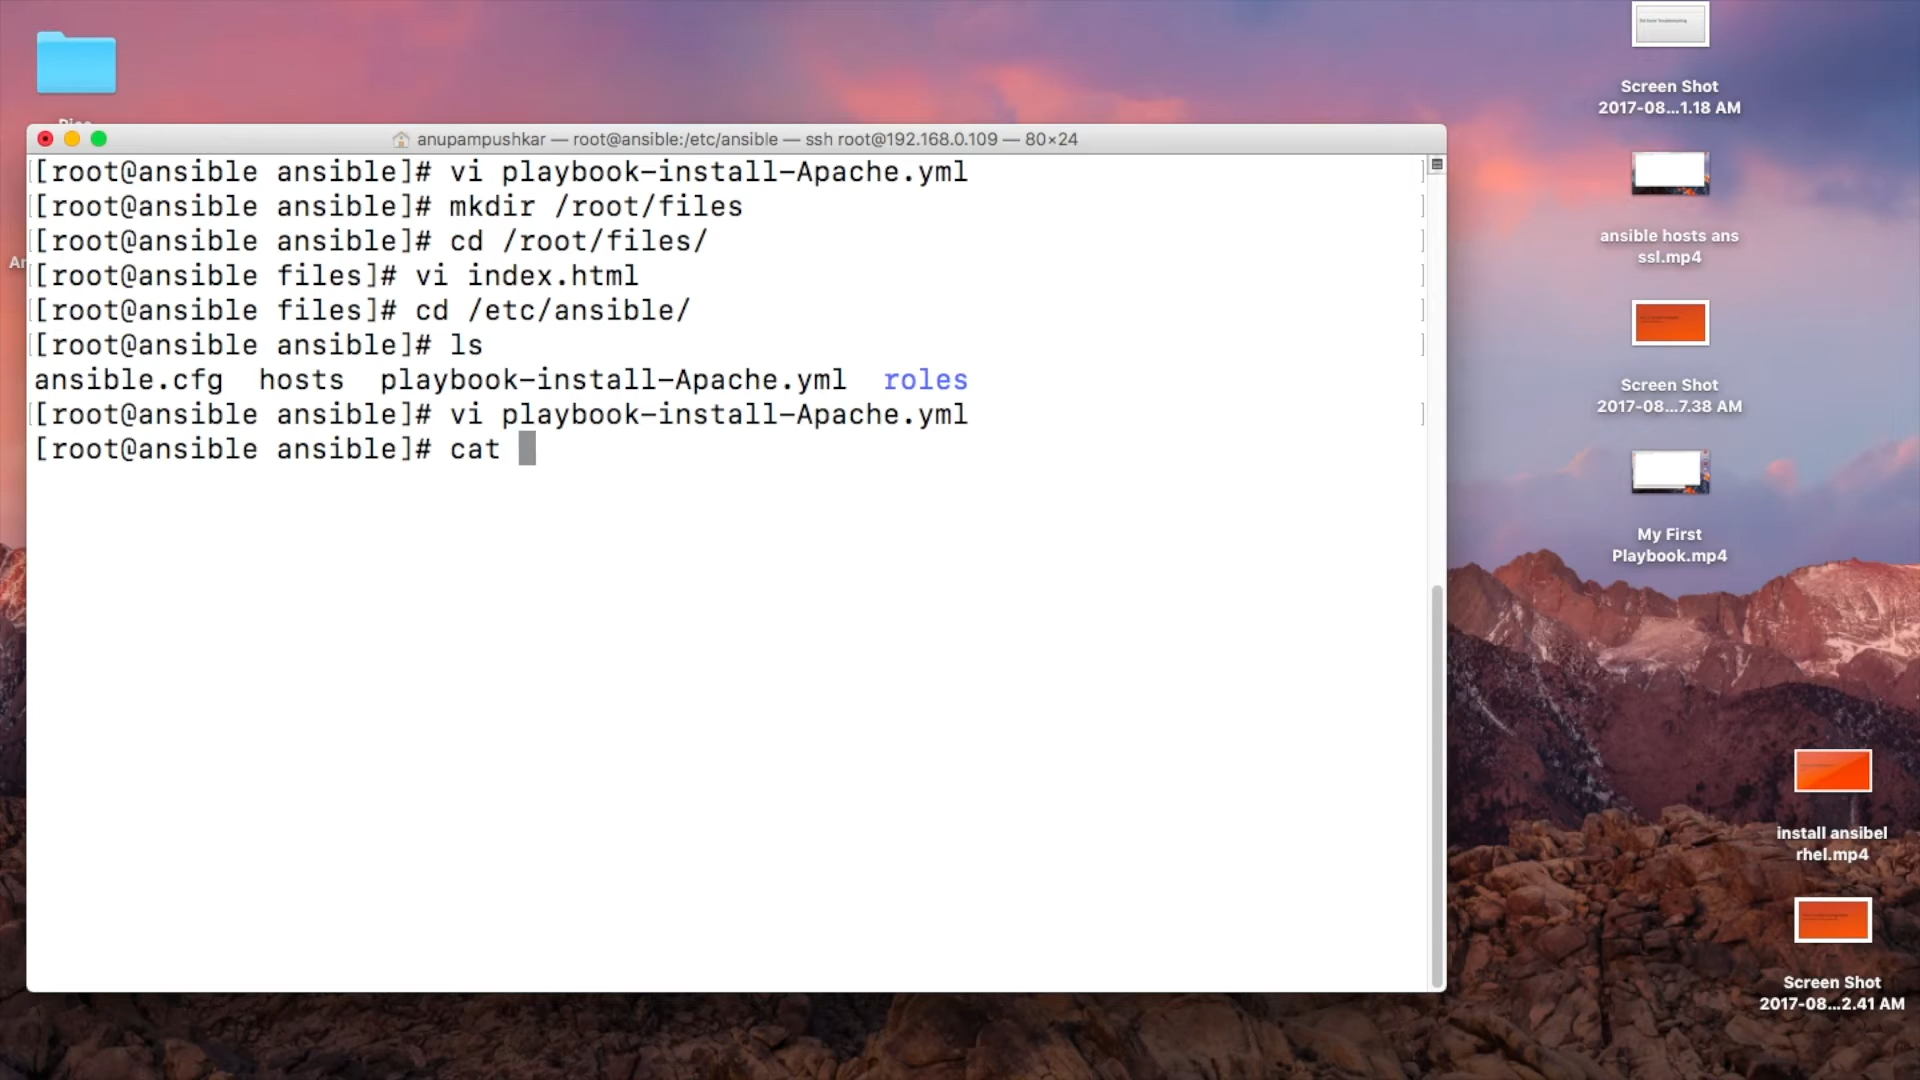 anupampushkar — root@ansible:/etc/ansible — ssh root@192.168.0.109 — 80×24
[root@ansible ansible]# vi playbook-install-Apache.yml
[root@ansible ansible]# mkdir /root/files
[root@ansible ansible]# cd /root/files/
[root@ansible files]# vi index.html
[root@ansible files]# cd /etc/ansible/
[root@ansible ansible]# ls
ansible.cfg hosts playbook-install-Apache.yml roles
[root@ansible ansible]# vi playbook-install-Apache.yml
[root@ansible ansible]# cat
Screen Shot
2017-08...1.18 AM
ansible hosts ans
ssl.mp4
Screen Shot
2017-08...7.38 AM
My First
Playbook.mp4
install ansibel
rhel.mp4
Screen Shot
2017-08...2.41 AM